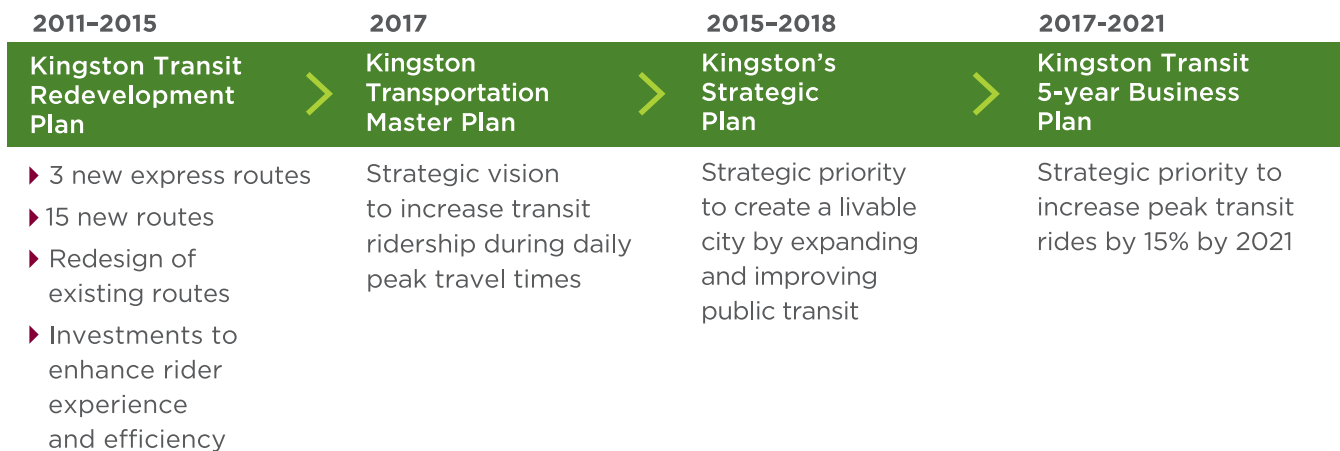 2011–2015
Kingston Transit
Redevelopment
Plan
3 new express routes
15 new routes
Redesign of
existing routes
Investments to
enhance rider
experience
and efficiency
2017
Kingston
Transportation
Master Plan
Strategic vision
to increase transit
ridership during daily
peak travel times
2015–2018
Kingston’s
Strategic
Plan
Strategic priority
to create a livable
city by expanding
and improving
public transit
2017-2021
Kingston Transit
5-year Business
Plan
Strategic priority to
increase peak transit
rides by 15% by 2021